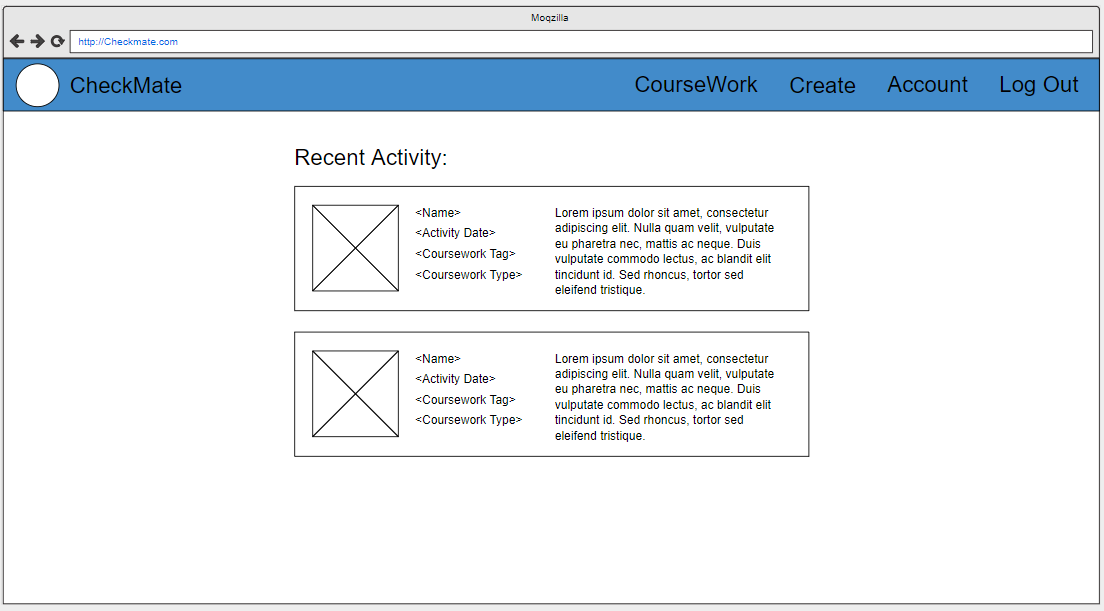 Moqzilla
http://Checkmate.com
CheckMate CourseWork Create Account Log Out
Recent Activity:
<Name>
<Activity Date>
<Coursework Tag>
<Coursework Type>
Lorem ipsum dolor sit amet, consectetur
adipiscing elit. Nulla quam velit, vulputate
eu pharetra nec, mattis ac neque. Duis
vulputate commodo lectus, ac blandit elit
tincidunt id. Sed rhoncus, tortor sed
eleifend tristique.
<Name>
<Activity Date>
<Coursework Tag>
<Coursework Type>
Lorem ipsum dolor sit amet, consectetur
adipiscing elit. Nulla quam velit, vulputate
eu pharetra nec, mattis ac neque. Duis
vulputate commodo lectus, ac blandit elit
tincidunt id. Sed rhoncus, tortor sed
eleifend tristique.